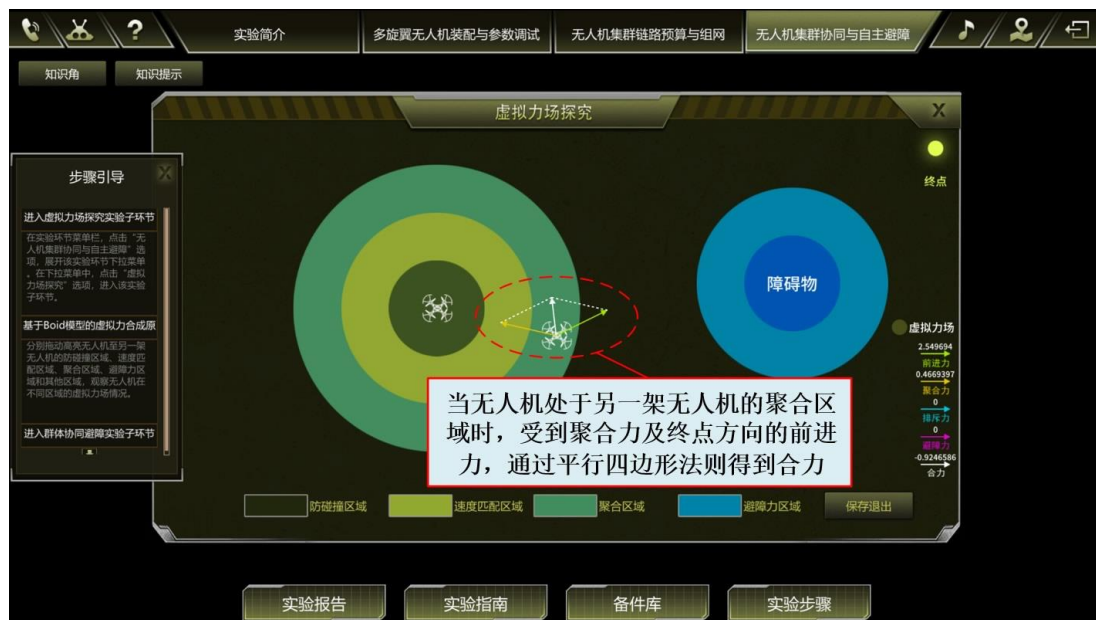 ?
实验简介
多旋翼无人机装配与参数调试
无人机集群链路预算与组网
无人机集群协同与自主避障
知识角
知识提示
虚拟力场探究
X
终点
步骤引导
X
进入虚拟力场探究实验子环节
在实验环节菜单栏，点击“无
人机集群协同与自主避障”选
项，展开该实验环节下拉菜单
。在下拉菜单中，点击“虚拟
力场探究”选项，进入该实验
子环节。
基于Boid模型的虚拟力合成原
分别拖动高亮无人机至另一架
无人机的防碰撞区域、速度匹
配区域、聚合区域、避障力区
域和其他区域，观察无人机在
不同区域的虚拟力场情况。
进入群体协同避障实验子环节
障碍物
虚拟力场
2.549694
前进力
0.4669397
聚合力
0
排斥力
0
避障力
-0.9246586
合力
当无人机处于另一架无人机的聚合区
域时，受到聚合力及终点方向的前进
力，通过平行四边形法则得到合力
防碰撞区域
速度匹配区域
聚合区域
避障力区域
保存退出
实验报告
实验指南
备件库
实验步骤